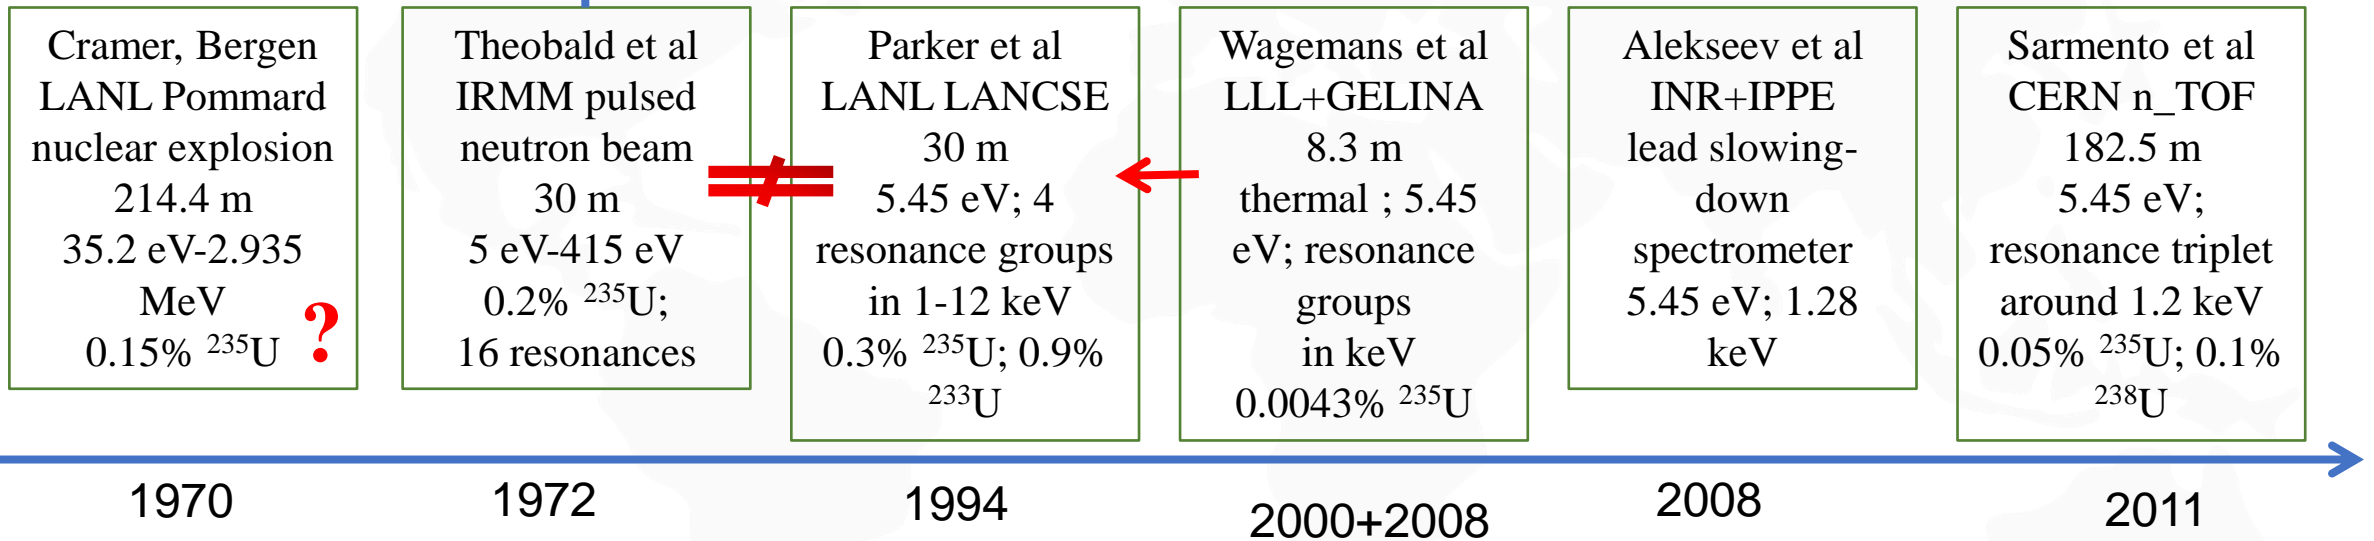 Cramer, Bergen
LANL Pommard
nuclear explosion
214.4 m
35.2 eV-2.935
MeV
0.15% ²³⁵U
?
Theobald et al
IRMM pulsed
neutron beam
30 m
5 eV-415 eV
0.2% ²³⁵U;
16 resonances
≠
Parker et al
LANL LANCSE
30 m
5.45 eV; 4
resonance groups
in 1-12 keV
0.3% ²³⁵U; 0.9%
²³³U
Wagemans et al
LLL+GELINA
8.3 m
thermal ; 5.45
eV; resonance
groups
in keV
0.0043% ²³⁵U
Alekseev et al
INR+IPPE
lead slowing-
down
spectrometer
5.45 eV; 1.28
keV
Sarmento et al
CERN n_TOF
182.5 m
5.45 eV;
resonance triplet
around 1.2 keV
0.05% ²³⁵U; 0.1%
²³⁸U
1970
1972
1994
2000+2008
2008
2011